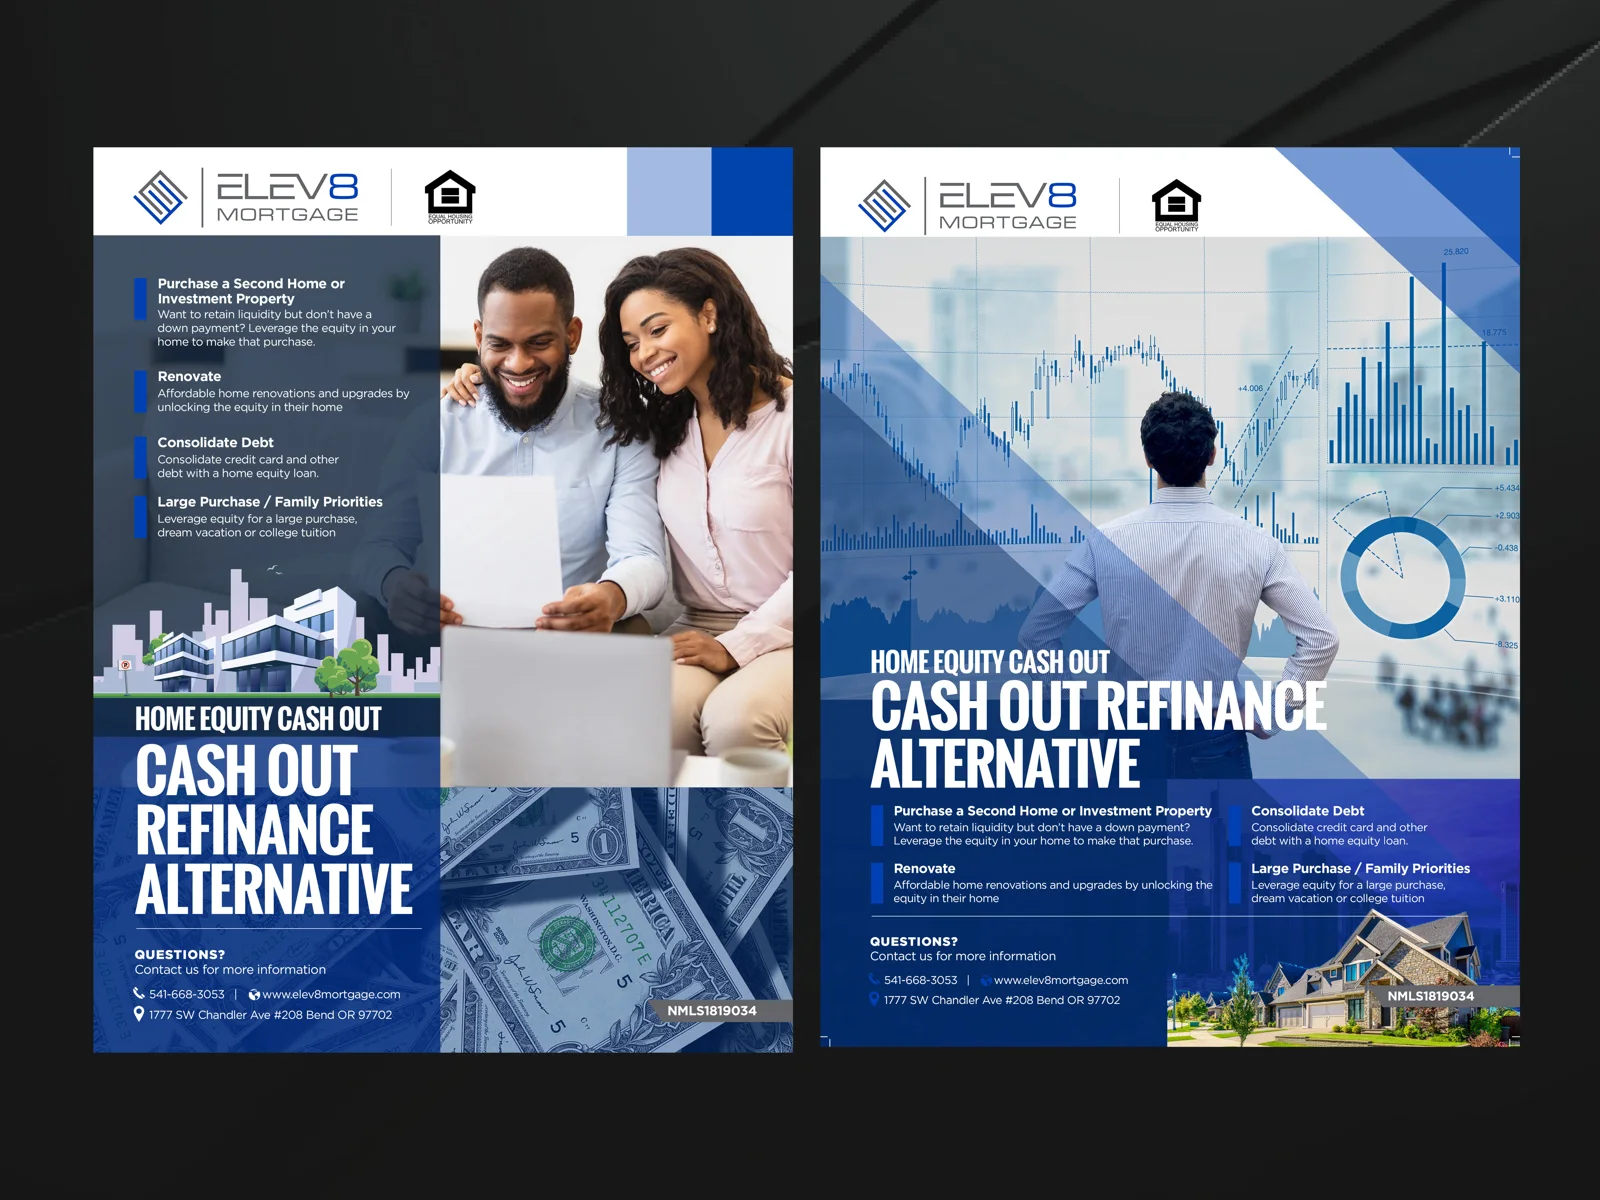 ELEV8
MORTGAGE
EQUAL HOUSING
OPPORTUNITY
Purchase a Second Home or
Investment Property
Want to retain liquidity but don't have a
down payment? Leverage the equity in your
home to make that purchase.
Renovate
Affordable home renovations and upgrades by
unlocking the equity in their home
Consolidate Debt
Consolidate credit card and other
debt with a home equity loan.
Large Purchase / Family Priorities
Leverage equity for a large purchase,
dream vacation or college tuition
P
HOME EQUITY CASH OUT
CASH OUT
REFINANCE
ALTERNATIVE
QUESTIONS?
Contact us for more information
541-668-3053 | www.elev8mortgage.com
1777 SW Chandler Ave #208 Bend OR 97702
WASHINGTON, D.C.
NMLS1819034
ELEV8
MORTGAGE
EQUAL HOUSING
OPPORTUNITY
25.820
18.775
+4.006
+5.434
+2.903
-0.438
+3.110
-8.325
HOME EQUITY CASH OUT
CASH OUT REFINANCE
ALTERNATIVE
Purchase a Second Home or Investment Property
Want to retain liquidity but don't have a down payment?
Leverage the equity in your home to make that purchase.
Renovate
Affordable home renovations and upgrades by unlocking the
equity in their home
Consolidate Debt
Consolidate credit card and other
debt with a home equity loan.
Large Purchase / Family Priorities
Leverage equity for a large purchase,
dream vacation or college tuition
QUESTIONS?
Contact us for more information
541-668-3053 | www.elev8mortgage.com
1777 SW Chandler Ave #208 Bend OR 97702
NMLS1819034